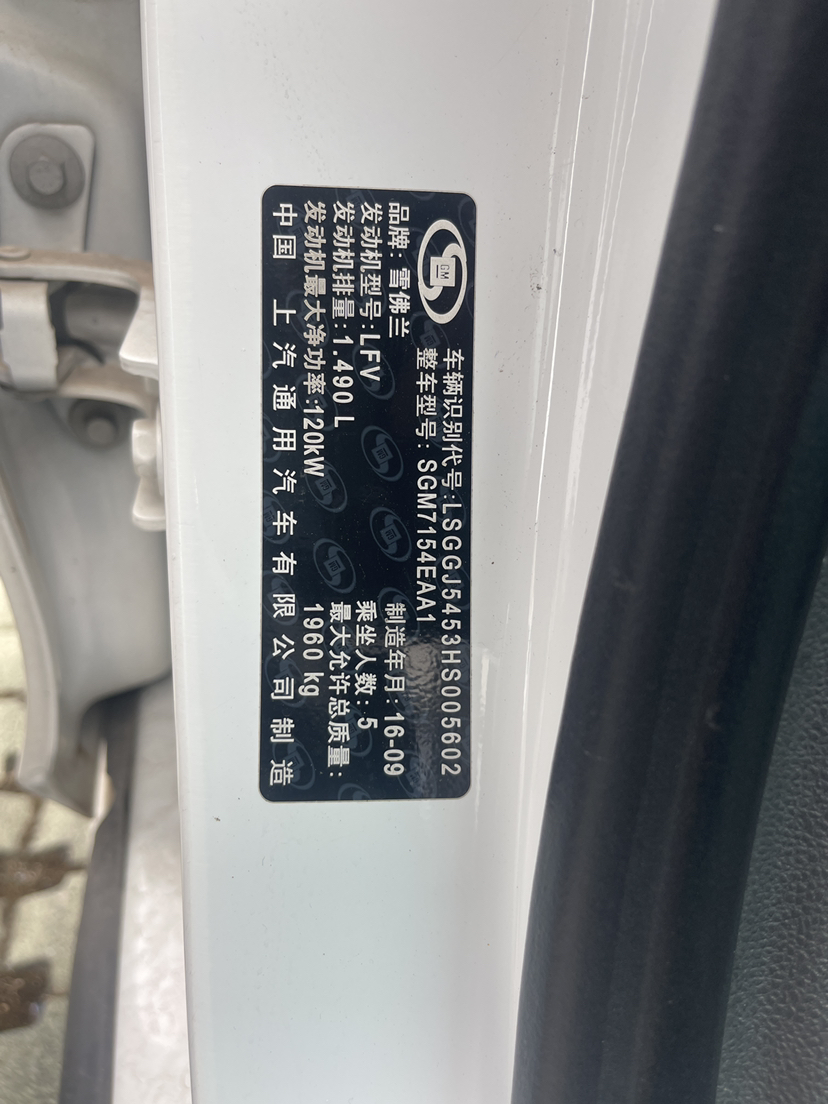 GM
车辆识别代号:LSGGJ5453HS005602
整车型号: SGM7154EAA1
品牌: 雪佛兰 制造年月: 16-09
发动机型号:LFV 乘坐人数: 5
发动机排量:1.490 L 最大允许总质量:
发动机最大净功率:120kW 1960 kg
中国 上汽通用汽车有限公司制造